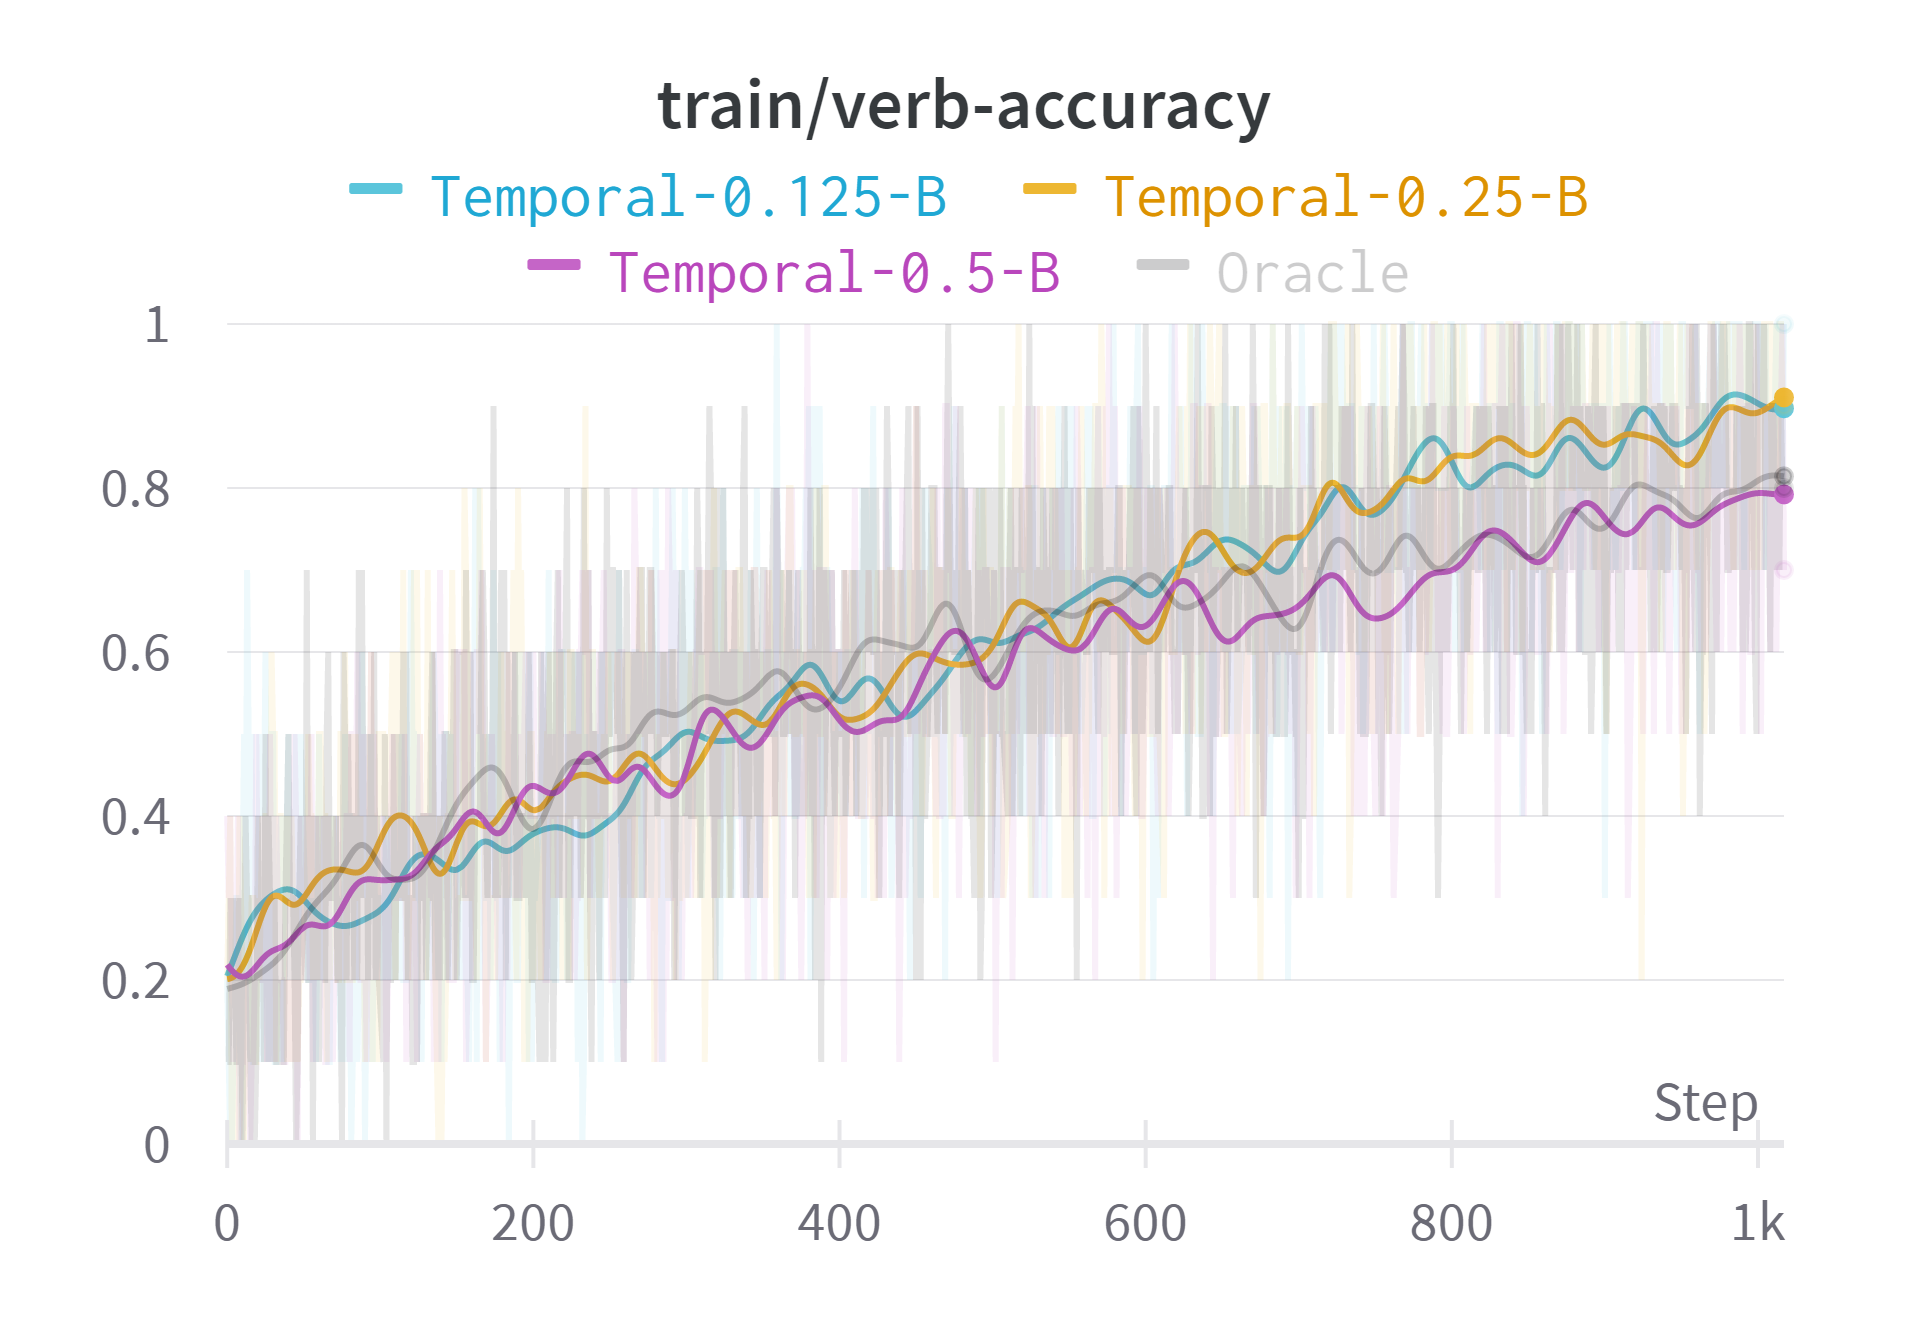 train/verb-accuracy
Temporal-0.125-B Temporal-0.25-B
Temporal-0.5-B Oracle
1
0.8
0.6
0.4
0.2
Step
0
0 200 400 600 800 1k